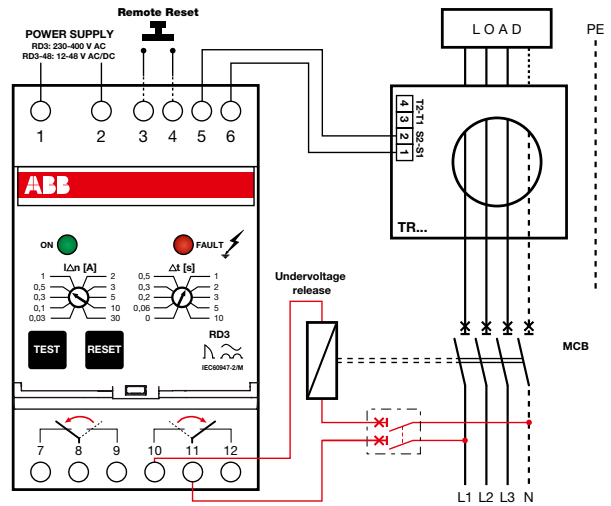 Remote Reset
POWER SUPPLY
RD3: 230-400 V AC
RD3-48: 12-48 V AC/DC
1 2 3 4 5 6
ABB
ON
FAULT
I∆n [A]
1 2
0,5 3
0,3 5
0,1 10
0,03 30
∆t [s]
0,5 1
0,3 2
0,2 3
0,06 5
0 10
TEST
RESET
RD3
IEC60947-2/M
7 8 9 10 11 12
LOAD
PE
4 3 2 1
T2-T1
S2-S1
TR...
Undervoltage
release
MCB
L1 L2 L3 N